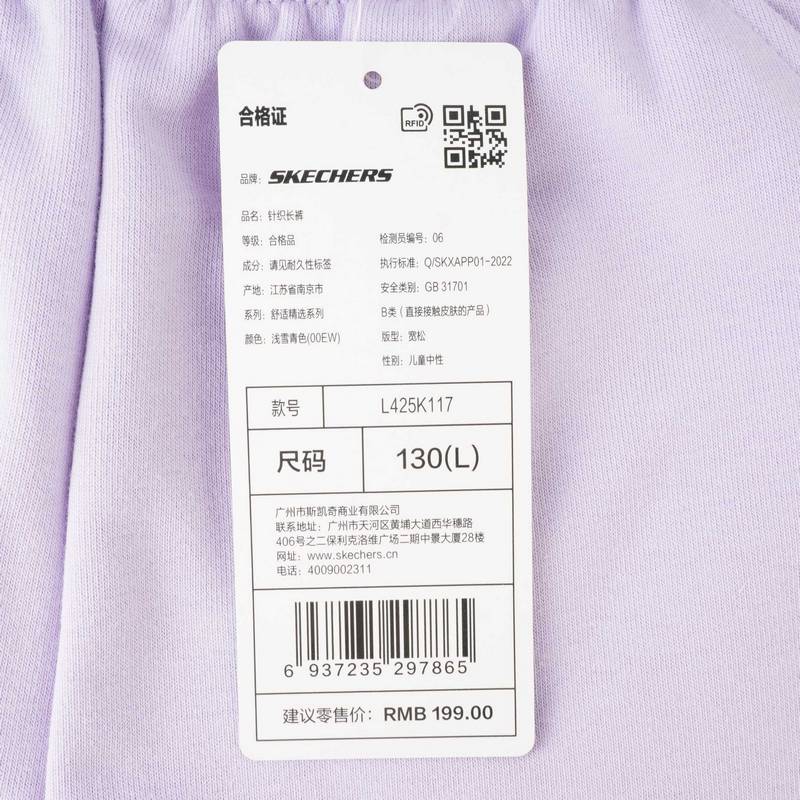 合格证
RFID
品牌: SKECHERS
品名: 针织长裤
等级: 合格品
检测员编号: 06
成分: 请见耐久性标签
执行标准: Q/SKXAPP01-2022
产地: 江苏省南京市
安全类别: GB 31701
系列: 舒适精选系列
B类 (直接接触皮肤的产品)
颜色: 浅雪青色(00EW)
版型: 宽松
性别: 儿童中性
款号 L425K117
尺码 130(L)
广州市斯凯奇商业有限公司
联系地址: 广州市天河区黄埔大道西华穗路
406号之二保利克洛维广场二期中景大厦28楼
网址: www.skechers.cn
电话: 4009002311
6 937235 297865
建议零售价: RMB 199.00